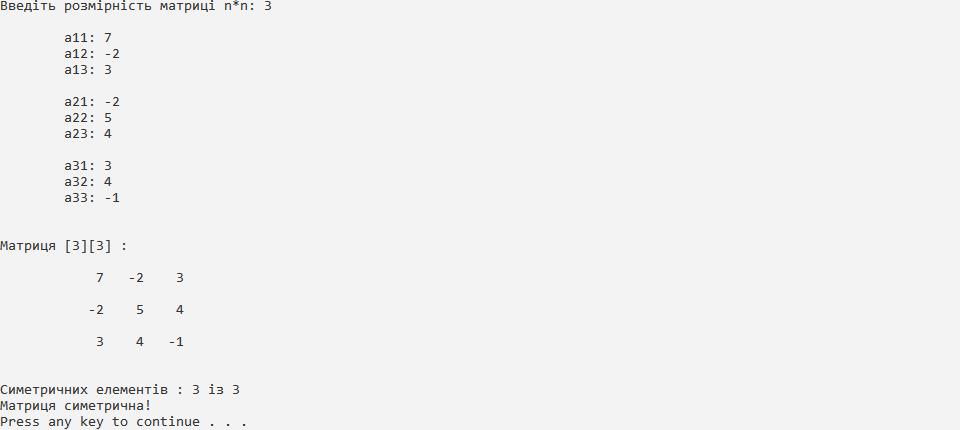 Введіть розмірність матриці n*n: 3
a11: 7
a12: -2
a13: 3
a21: -2
a22: 5
a23: 4
a31: 3
a32: 4
a33: -1
Матриця [3][3] :
7 -2 3
-2 5 4
3 4 -1
Симетричних елементів : 3 із 3
Матриця симетрична!
Press any key to continue . . .